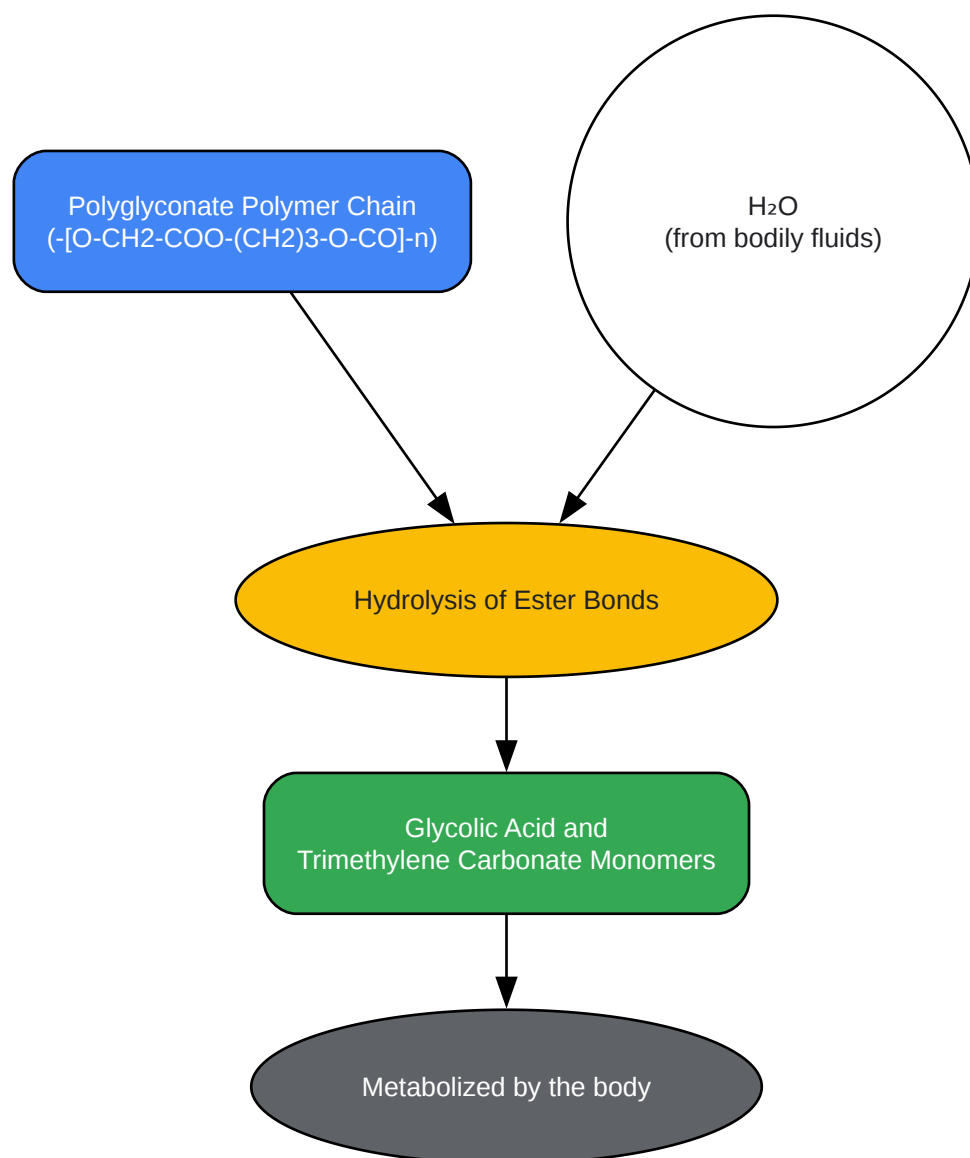 Polyglyconate Polymer Chain
(-[O-CH2-COO-(CH2)3-O-CO]-n)
H₂O
(from bodily fluids)
Hydrolysis of Ester Bonds
Glycolic Acid and
Trimethylene Carbonate Monomers
Metabolized by the body